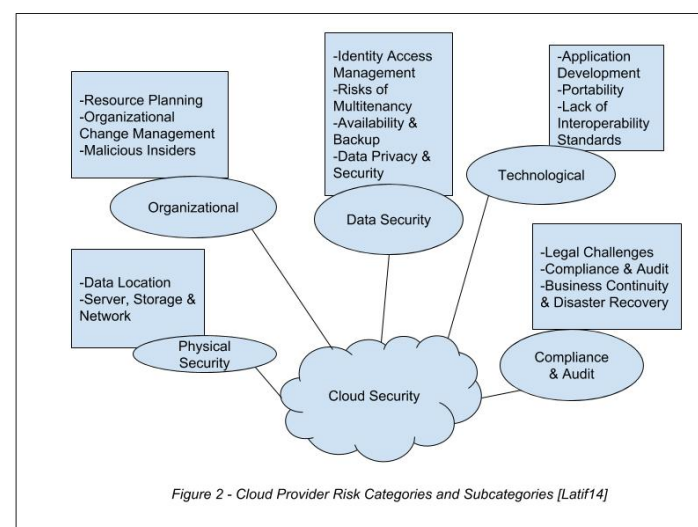 -Resource Planning
-Organizational
Change Management
-Malicious Insiders
Organizational
-Identity Access
Management
-Risks of
Multitenancy
-Availability &
Backup
-Data Privacy &
Security
Data Security
-Application
Development
-Portability
-Lack of
Interoperability
Standards
Technological
-Data Location
-Server, Storage &
Network
Physical
Security
-Legal Challenges
-Compliance & Audit
-Business Continuity
& Disaster Recovery
Compliance
& Audit
Cloud Security
Figure 2 - Cloud Provider Risk Categories and Subcategories [Latif14]